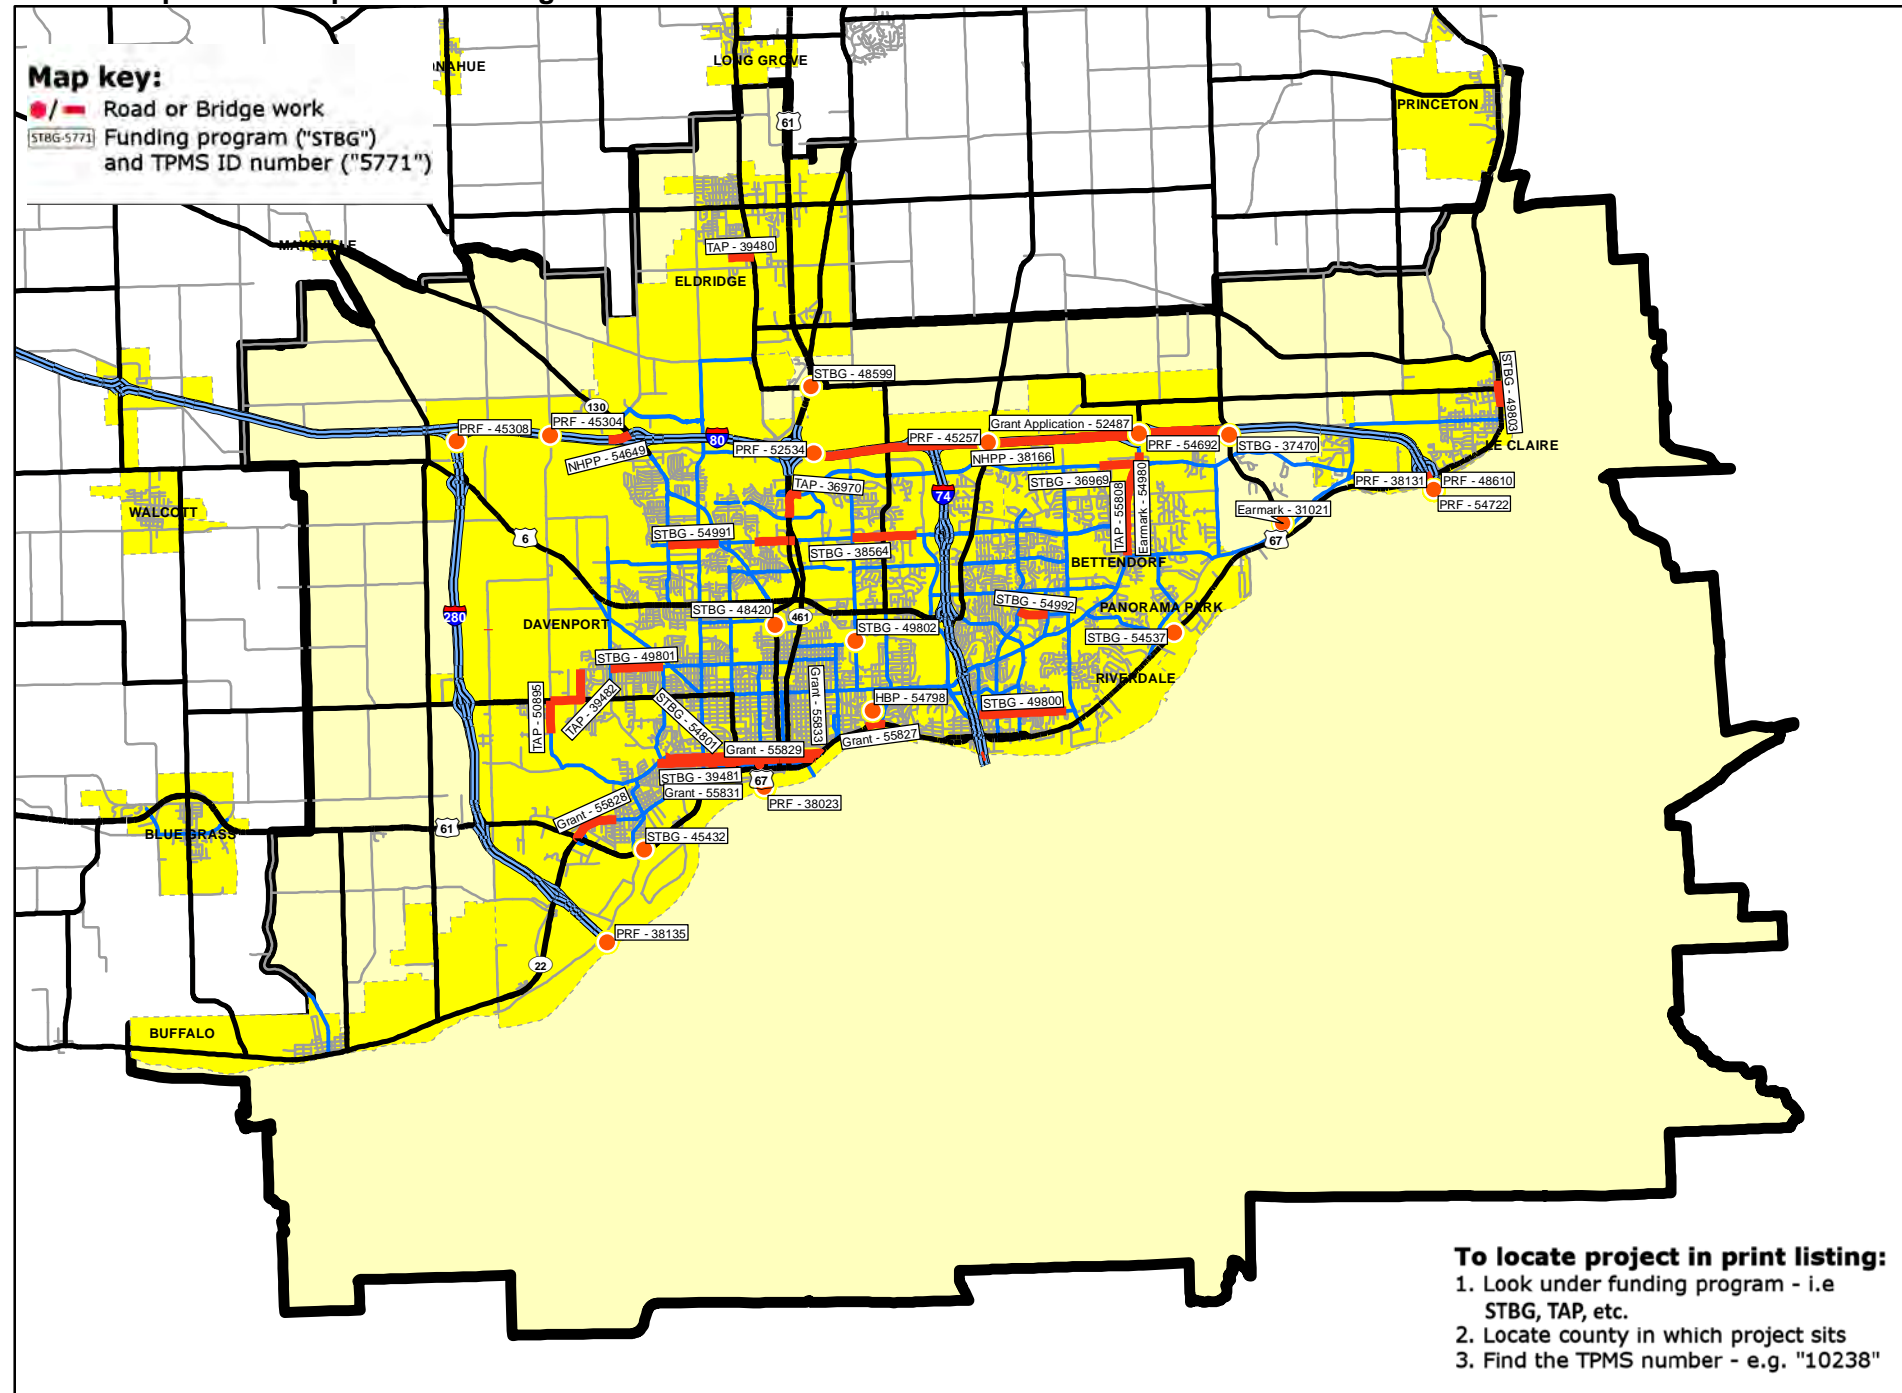 LONG GROVE
PRINCETON
Map key:
/ Road or Bridge work
STBG-5771 Funding program ("STBG")
and TPMS ID number ("5771")
61
MAYSVILLE
TAP - 39480
ELDRIDGE
STBG - 48599
STBG - 49803
130
PRF - 45308
PRF - 45304
80
PRF - 52534
PRF - 45257
Grant Application - 52487
PRF - 54692
STBG - 37470
LE CLAIRE
NHPP - 54649
NHPP - 38166
TAP - 36970
74
STBG - 36969
TAP - 55808
Earmark - 54980
PRF - 38131
PRF - 48610
PRF - 54722
Earmark - 31021
67
WALCOTT
6
STBG - 54991
STBG - 38564
BETTENDORF
280
DAVENPORT
STBG - 48420
461
STBG - 49802
STBG - 54992
PANORAMA PARK
STBG - 54537
RIVERDALE
STBG - 49801
TAP - 50895
TAP - 39482
STBG - 54801
Grant - 55833
HBP - 54798
STBG - 49800
Grant - 55827
Grant - 55829
STBG - 39481
67
Grant - 55831
PRF - 38023
Grant - 55828
STBG - 45432
61
BLUE GRASS
PRF - 38135
22
BUFFALO
To locate project in print listing:
1. Look under funding program - i.e
STBG, TAP, etc.
2. Locate county in which project sits
3. Find the TPMS number - e.g. "10238"